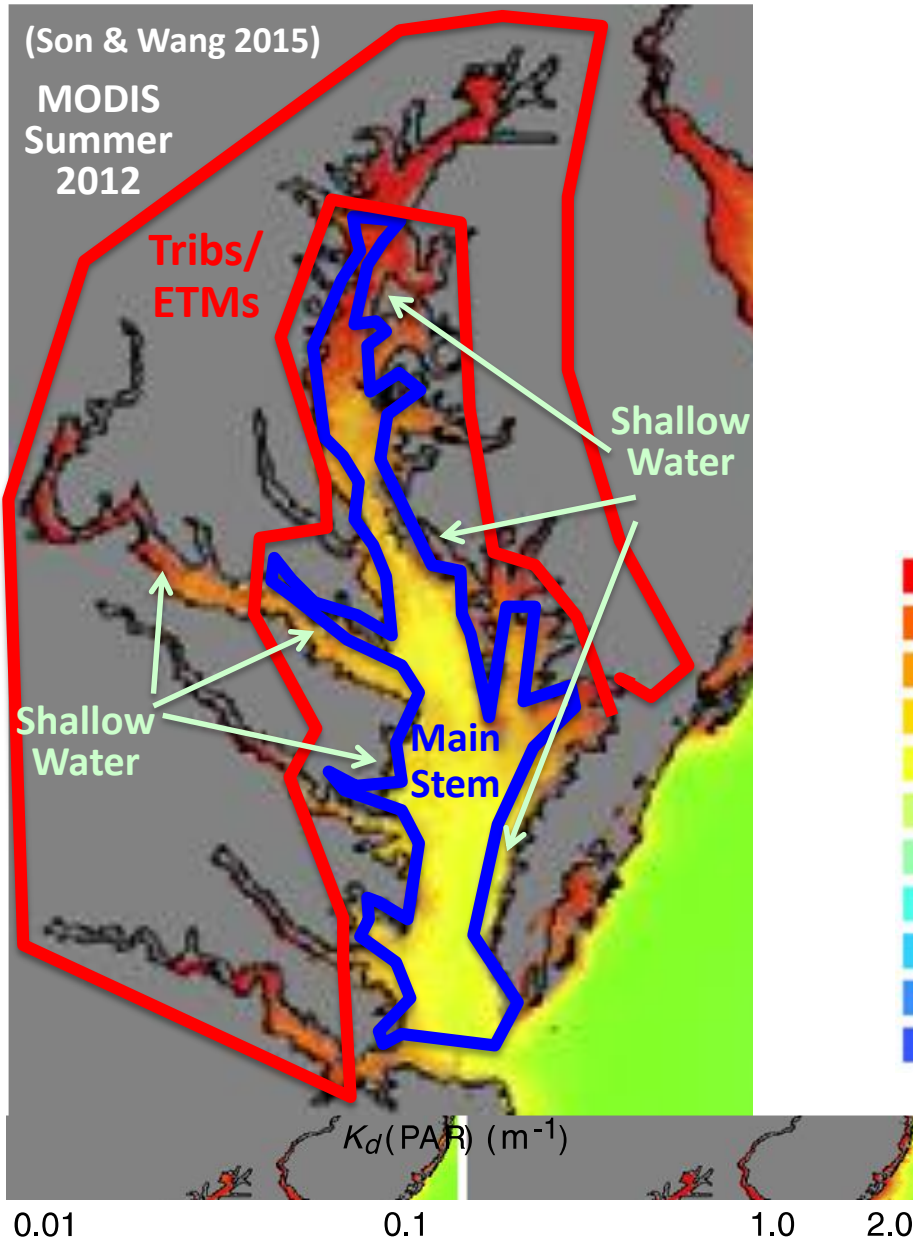 (Son & Wang 2015)
MODIS
Summer
2012
Tribs/
ETMs
Shallow
Water
Shallow
Water
Main
Stem
K_d(PAR) (m⁻¹)
0.01 0.1 1.0 2.0